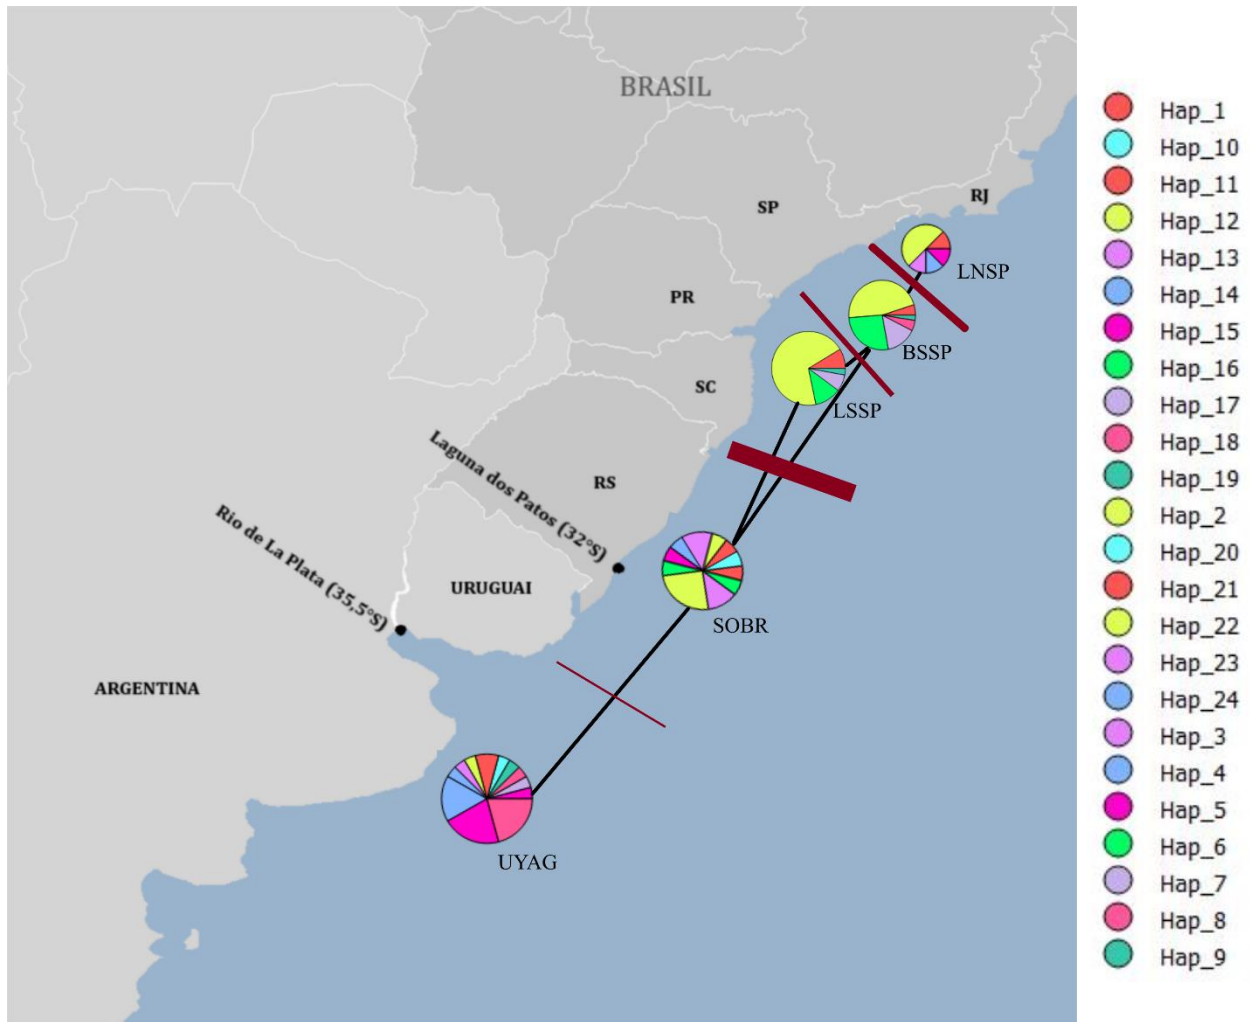 BRASIL
RJ
SP
LNSP
PR
BSSP
SC
LSSP
Laguna dos Patos (32°S)
RS
Rio de La Plata (35,5°S)
URUGUAI
SOBR
ARGENTINA
UYAG
Hap_1
Hap_10
Hap_11
Hap_12
Hap_13
Hap_14
Hap_15
Hap_16
Hap_17
Hap_18
Hap_19
Hap_2
Hap_20
Hap_21
Hap_22
Hap_23
Hap_24
Hap_3
Hap_4
Hap_5
Hap_6
Hap_7
Hap_8
Hap_9